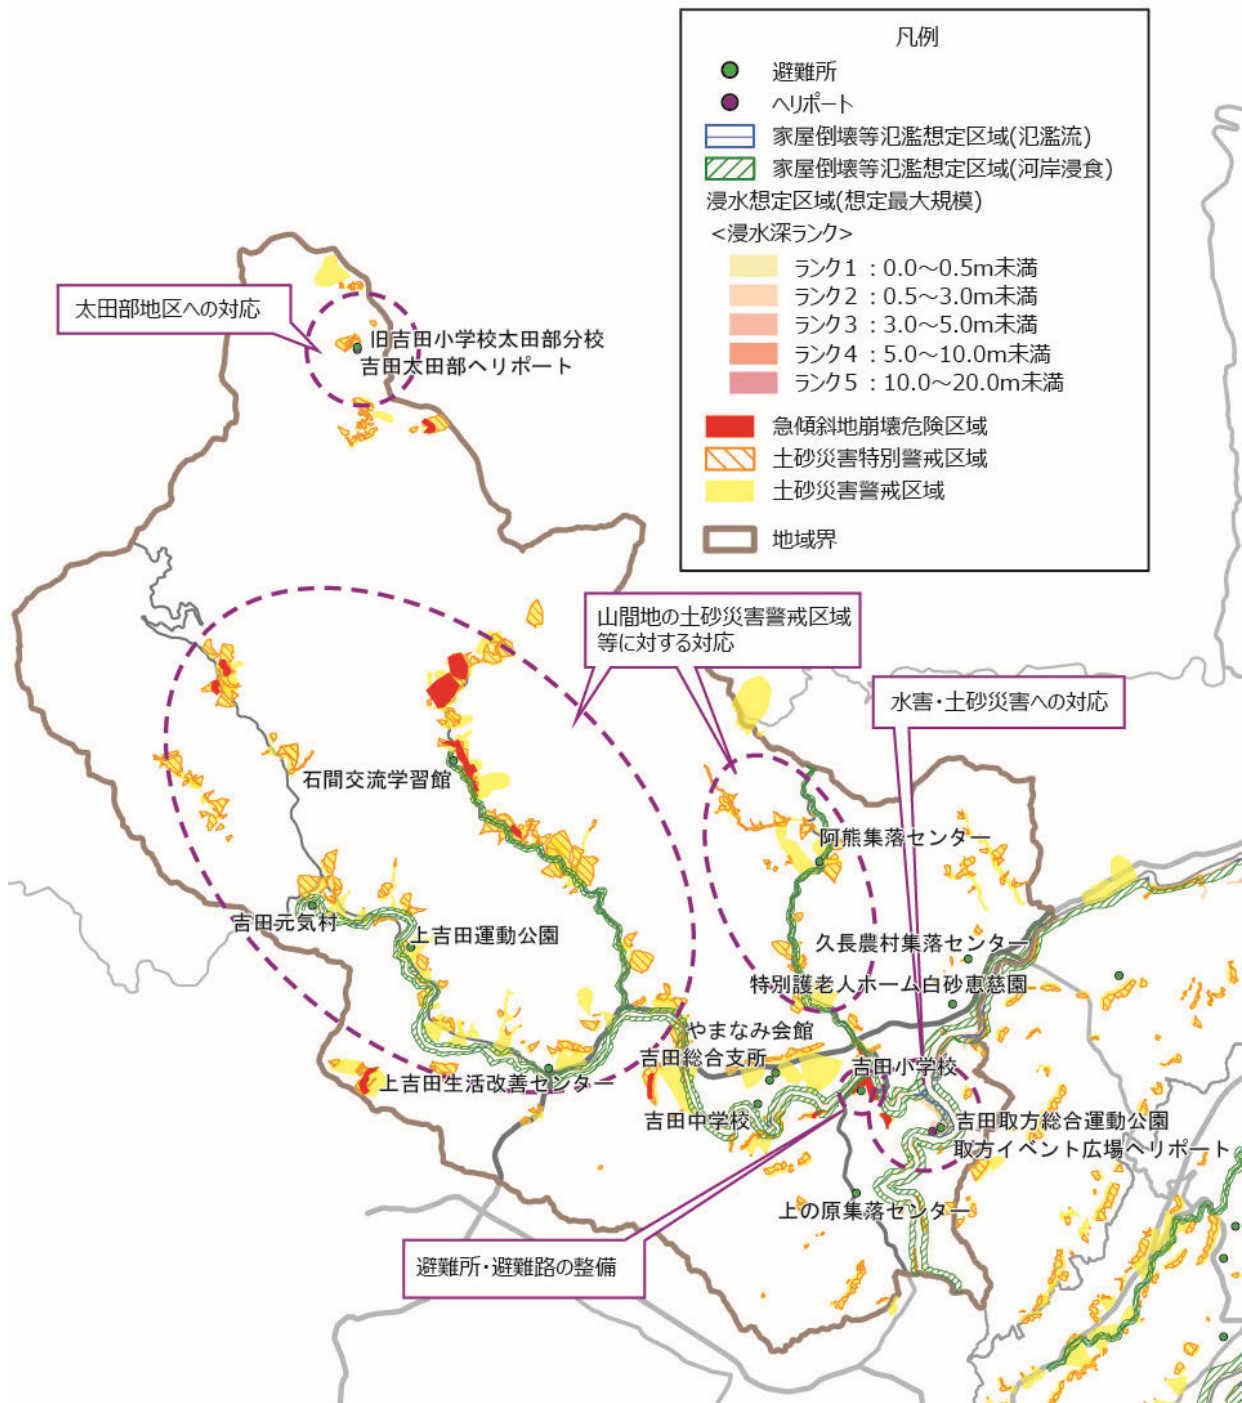 凡例
避難所
ヘリポート
家屋倒壊等氾濫想定区域(氾濫流)
家屋倒壊等氾濫想定区域(河岸浸食)
浸水想定区域(想定最大規模)
<浸水深ランク>
ランク1 : 0.0～0.5m未満
ランク2 : 0.5～3.0m未満
ランク3 : 3.0～5.0m未満
ランク4 : 5.0～10.0m未満
ランク5 : 10.0～20.0m未満
急傾斜地崩壊危険区域
土砂災害特別警戒区域
土砂災害警戒区域
地域界
太田部地区への対応
旧吉田小学校太田部分校
吉田太田部ヘリポート
山間地の土砂災害警戒区域
等に対する対応
水害・土砂災害への対応
石間交流学習館
阿熊集落センター
吉田元気村
上吉田運動公園
久長農村集落センター
特別護老人ホーム白砂恵慈園
やまなみ会館
吉田総合支所
吉田小学校
上吉田生活改善センター
吉田中学校
吉田取方総合運動公園
取方イベント広場ヘリポート
上の原集落センター
避難所・避難路の整備